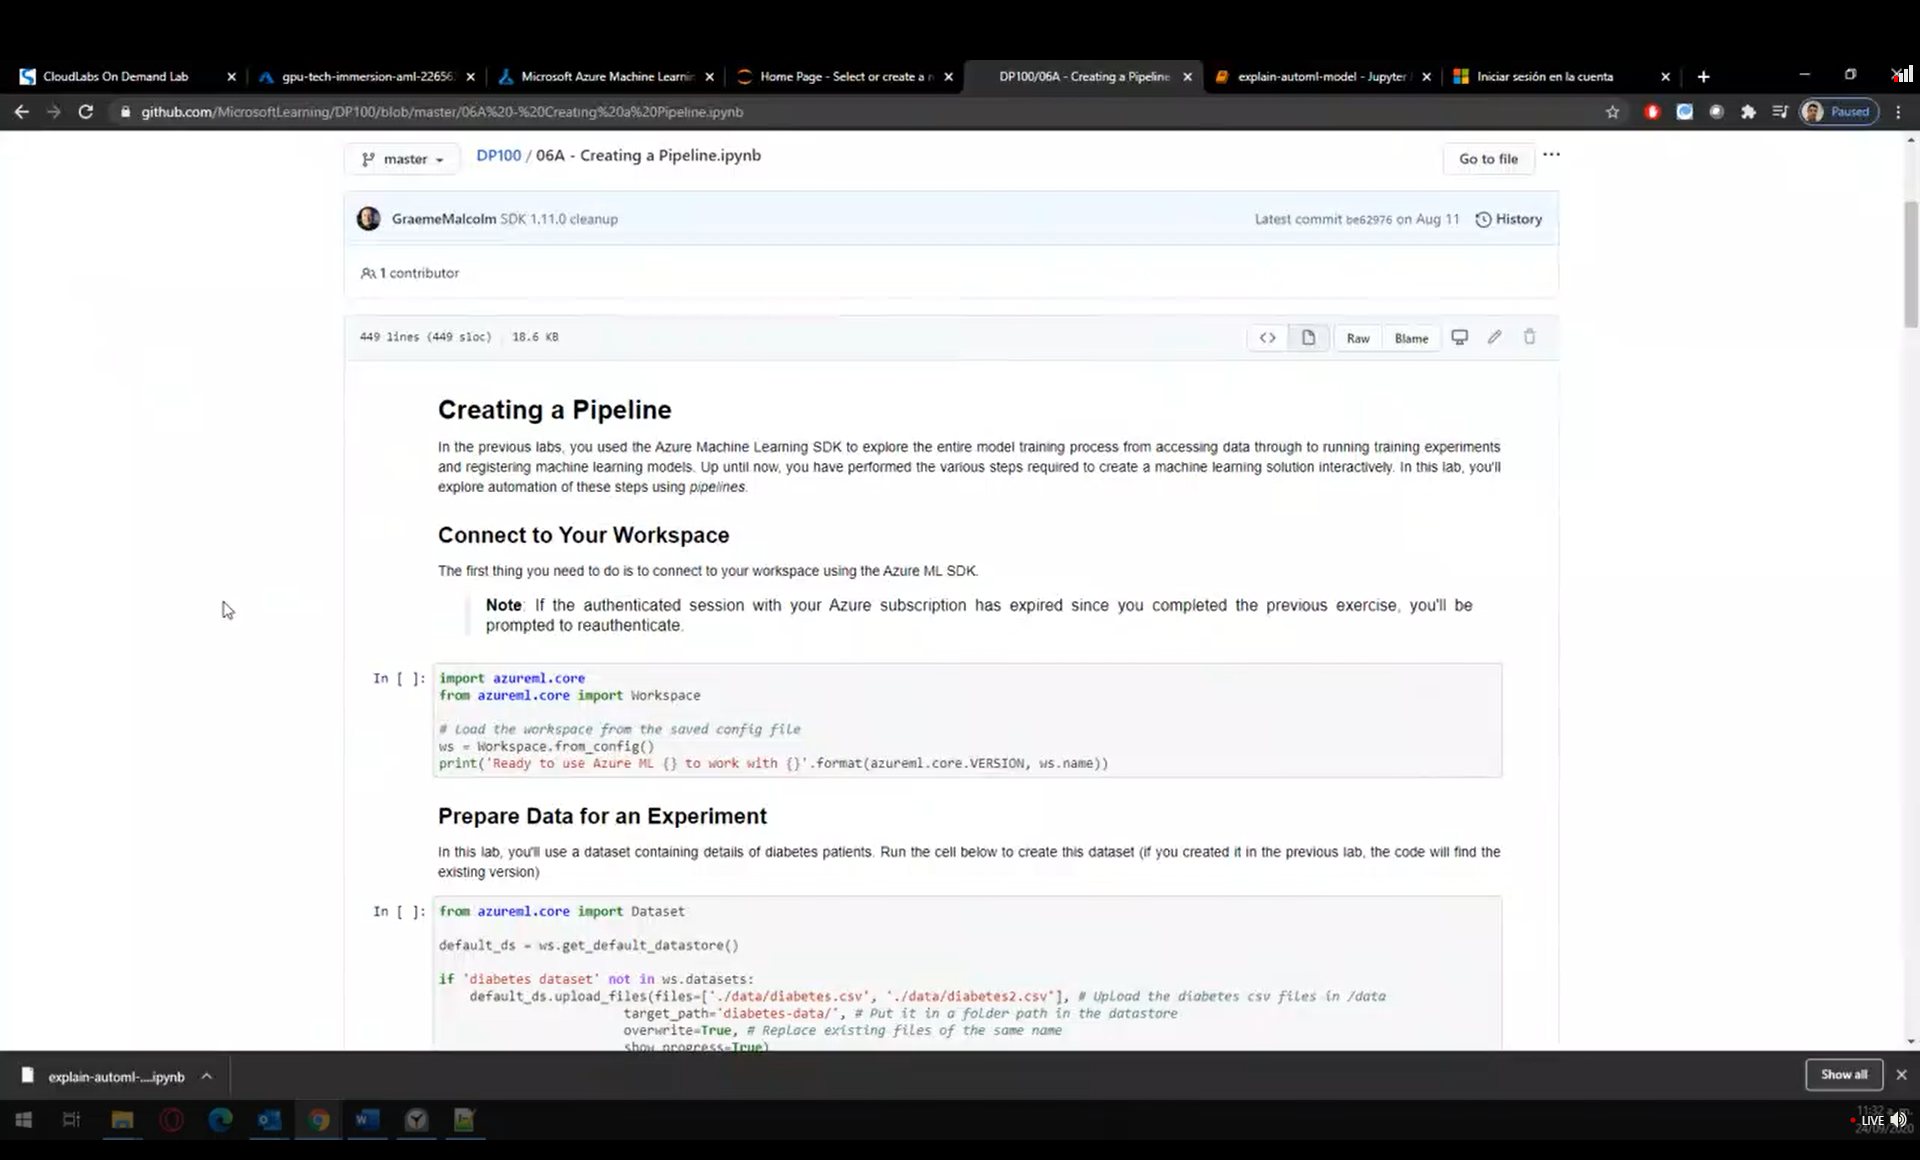 CloudLabs On Demand Lab
gpu-tech-immersion-aml-22656
Microsoft Azure Machine Learnin
Home Page - Select or create a n
DP100/06A - Creating a Pipeline
explain-automl-model - Jupyter
Iniciar sesión en la cuenta
github.com/MicrosoftLearning/DP100/blob/master/06A%20-%20Creating%20a%20Pipeline.ipynb
Paused
master
DP100 / 06A - Creating a Pipeline.ipynb
Go to file
GraemeMalcolm SDK 1.11.0 cleanup
Latest commit be62976 on Aug 11
History
1 contributor
449 lines (449 sloc) 18.6 KB
Raw
Blame
Creating a Pipeline
In the previous labs, you used the Azure Machine Learning SDK to explore the entire model training process from accessing data through to running training experiments
and registering machine learning models. Up until now, you have performed the various steps required to create a machine learning solution interactively. In this lab, you'll
explore automation of these steps using pipelines.
Connect to Your Workspace
The first thing you need to do is to connect to your workspace using the Azure ML SDK.
Note: If the authenticated session with your Azure subscription has expired since you completed the previous exercise, you'll be
prompted to reauthenticate.
In [ ]:
import azureml.core
from azureml.core import Workspace
# Load the workspace from the saved config file
ws = Workspace.from_config()
print('Ready to use Azure ML {} to work with {}'.format(azureml.core.VERSION, ws.name))
Prepare Data for an Experiment
In this lab, you'll use a dataset containing details of diabetes patients. Run the cell below to create this dataset (if you created it in the previous lab, the code will find the
existing version)
In [ ]:
from azureml.core import Dataset
default_ds = ws.get_default_datastore()
if 'diabetes dataset' not in ws.datasets:
default_ds.upload_files(files=['./data/diabetes.csv', './data/diabetes2.csv'], # Upload the diabetes csv files in /data
target_path='diabetes-data/', # Put it in a folder path in the datastore
overwrite=True, # Replace existing files of the same name
show_progress=True)
explain-automl-....ipynb
Show all
11:32 a. m.
LIVE
24/09/2020